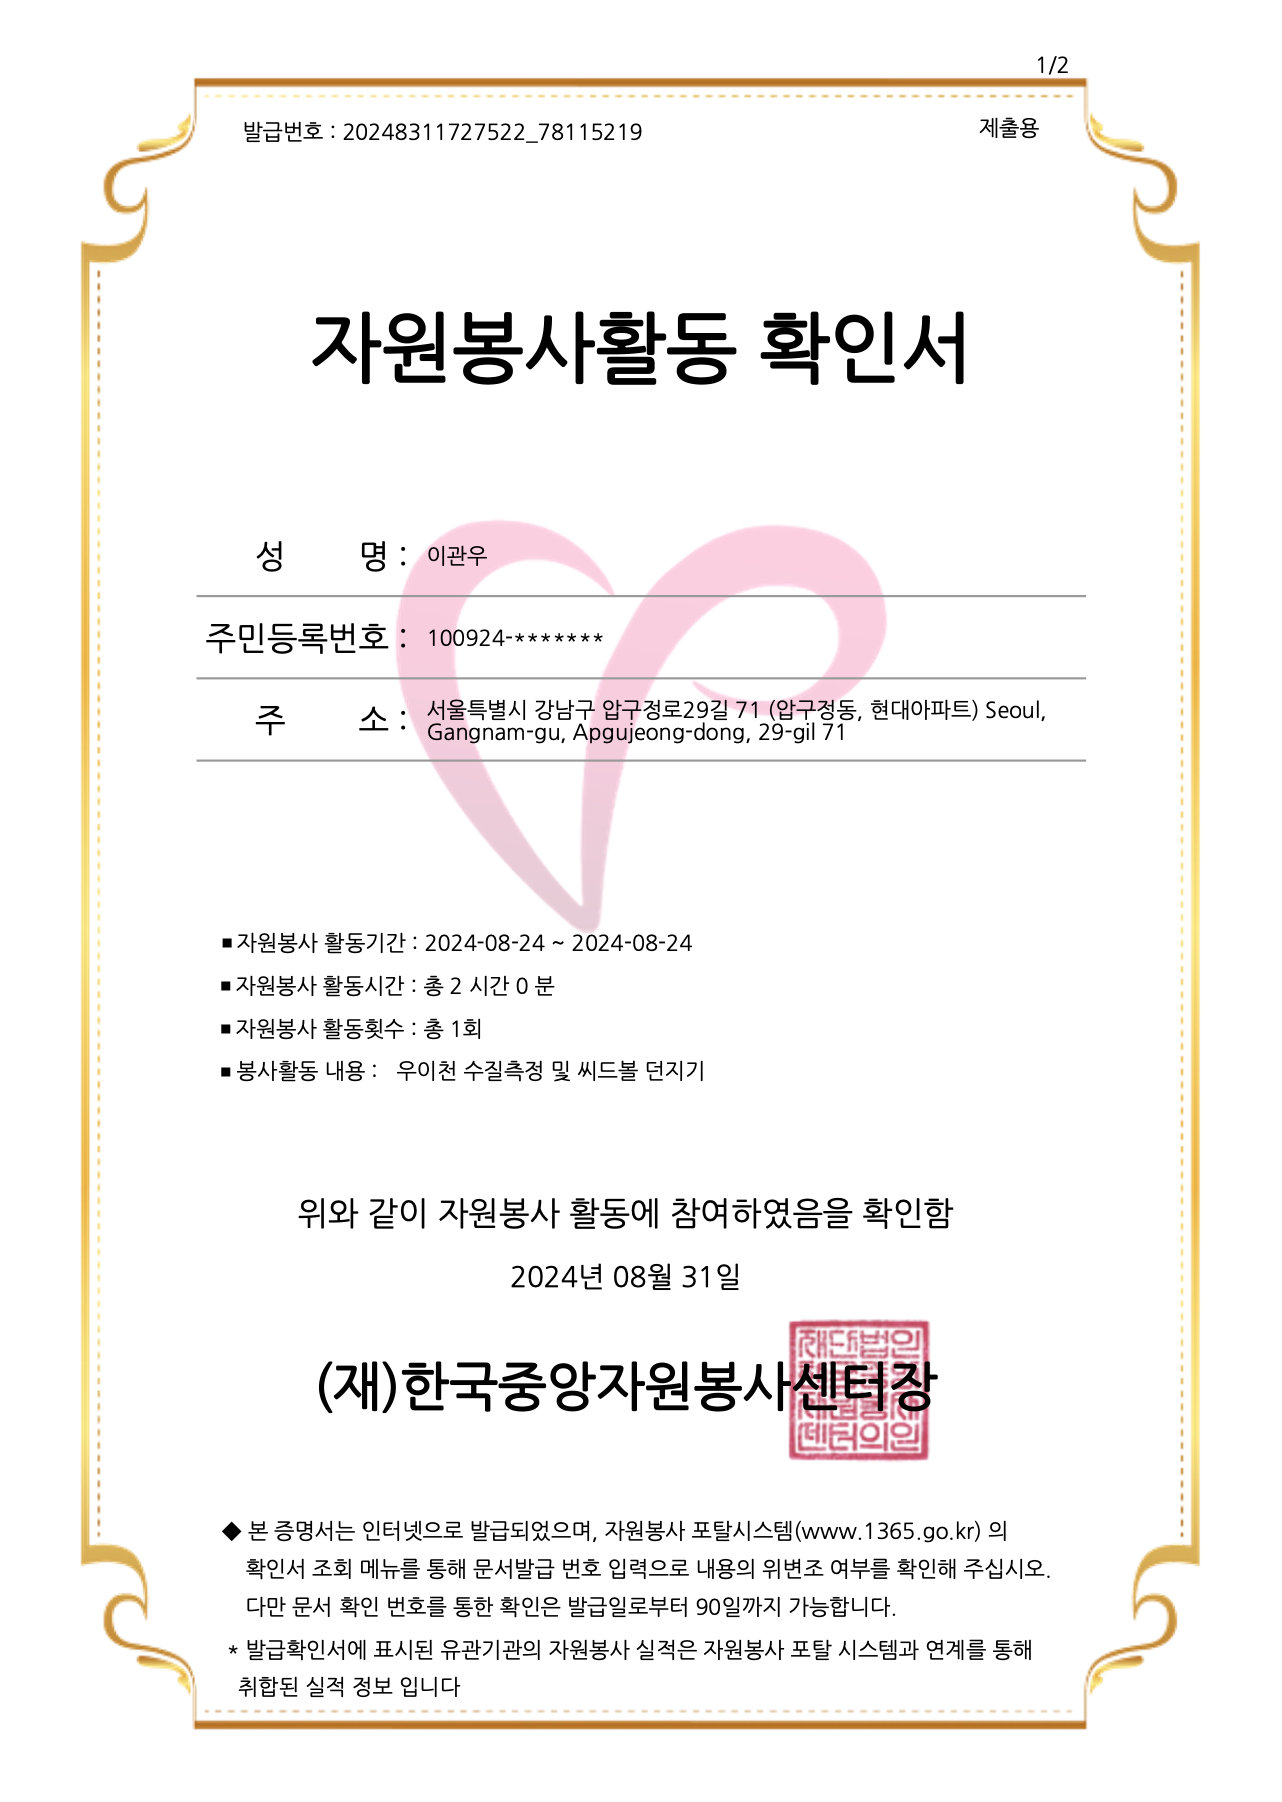 1/2
발급번호 : 20248311727522_78115219
제출용
자원봉사활동 확인서
성 명 : 이관우
주민등록번호 : 100924-*******
주 소 : 서울특별시 강남구 압구정로29길 71 (압구정동, 현대아파트) Seoul,
Gangnam-gu, Apgujeong-dong, 29-gil 71
■ 자원봉사 활동기간 : 2024-08-24 ~ 2024-08-24
■ 자원봉사 활동시간 : 총 2 시간 0 분
■ 자원봉사 활동횟수 : 총 1회
■ 봉사활동 내용 : 우이천 수질측정 및 씨드볼 던지기
위와 같이 자원봉사 활동에 참여하였음을 확인함
2024년 08월 31일
(재)한국중앙자원봉사센터장
재단법인
센터의인
◆ 본 증명서는 인터넷으로 발급되었으며, 자원봉사 포탈시스템(www.1365.go.kr) 의
확인서 조회 메뉴를 통해 문서발급 번호 입력으로 내용의 위변조 여부를 확인해 주십시오.
다만 문서 확인 번호를 통한 확인은 발급일로부터 90일까지 가능합니다.
* 발급확인서에 표시된 유관기관의 자원봉사 실적은 자원봉사 포탈 시스템과 연계를 통해
취합된 실적 정보 입니다